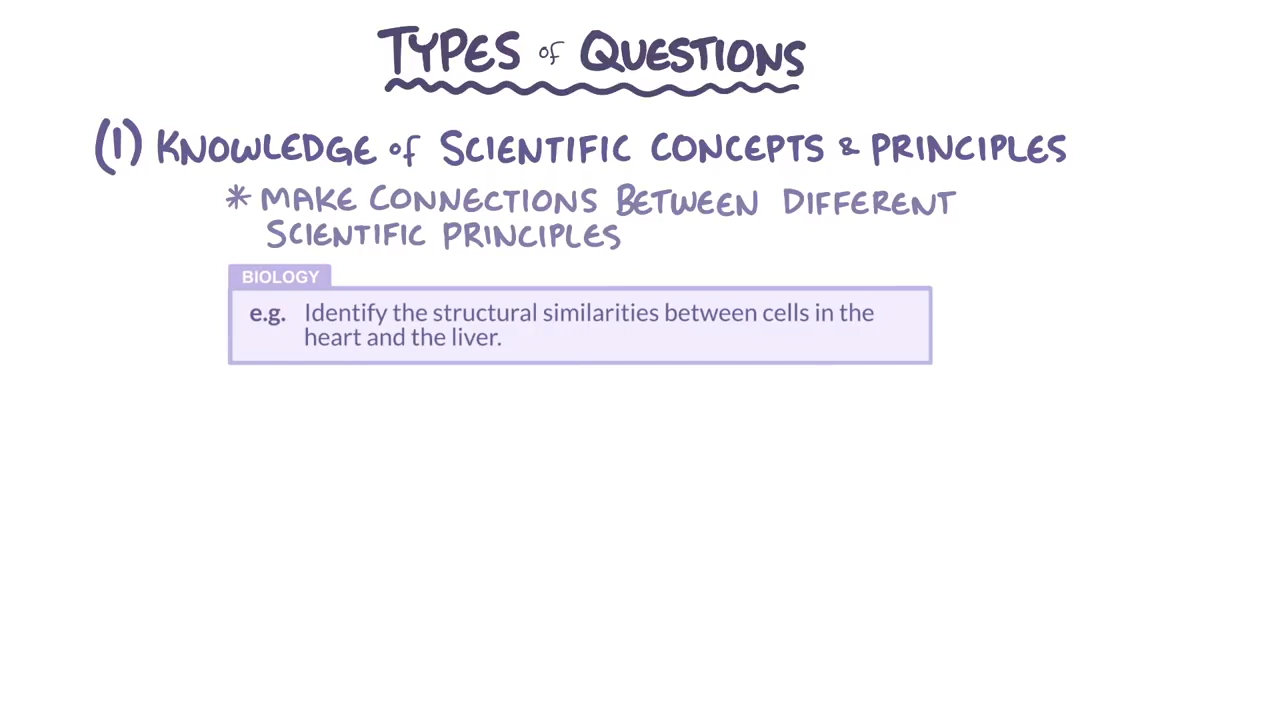 TYPES of QUESTIONS
(1) KNOWLEDGE of SCIENTIFIC CONCEPTS & PRINCIPLES
* MAKE CONNECTIONS BETWEEN DIFFERENT
SCIENTIFIC PRINCIPLES
BIOLOGY
e.g. Identify the structural similarities between cells in the
heart and the liver.